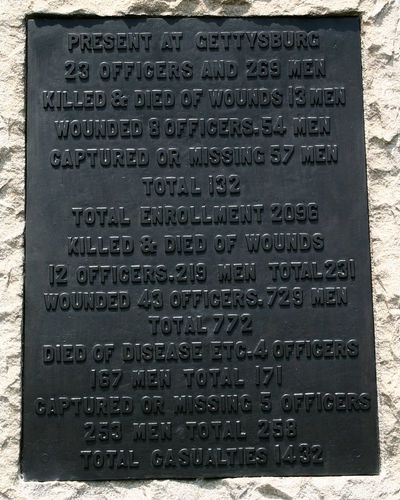 PRESENT AT GETTYSBURG
23 OFFICERS AND 269 MEN
KILLED & DIED OF WOUNDS 13 MEN
WOUNDED 8 OFFICERS. 54 MEN
CAPTURED OR MISSING 57 MEN
TOTAL 132
TOTAL ENROLLMENT 2096
KILLED & DIED OF WOUNDS
12 OFFICERS. 219 MEN TOTAL 231
WOUNDED 43 OFFICERS. 729 MEN
TOTAL 772
DIED OF DISEASE ETC. 4 OFFICERS
167 MEN TOTAL 171
CAPTURED OR MISSING 5 OFFICERS
253 MEN TOTAL 258
TOTAL CASUALTIES 1432